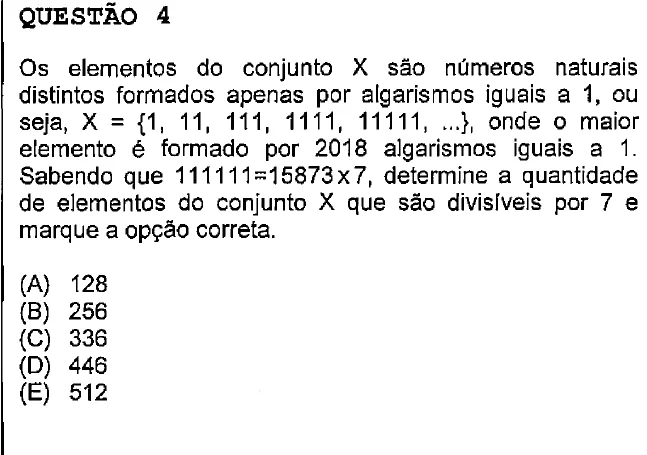 QUESTÃO 4
Os elementos do conjunto X são números naturais
distintos formados apenas por algarismos iguais a 1, ou
seja, X = {1, 11, 111, 1111, 11111, ...}, onde o maior
elemento é formado por 2018 algarismos iguais a 1.
Sabendo que 111111=15873x7, determine a quantidade
de elementos do conjunto X que são divisíveis por 7 e
marque a opção correta.
(A) 128
(B) 256
(C) 336
(D) 446
(E) 512